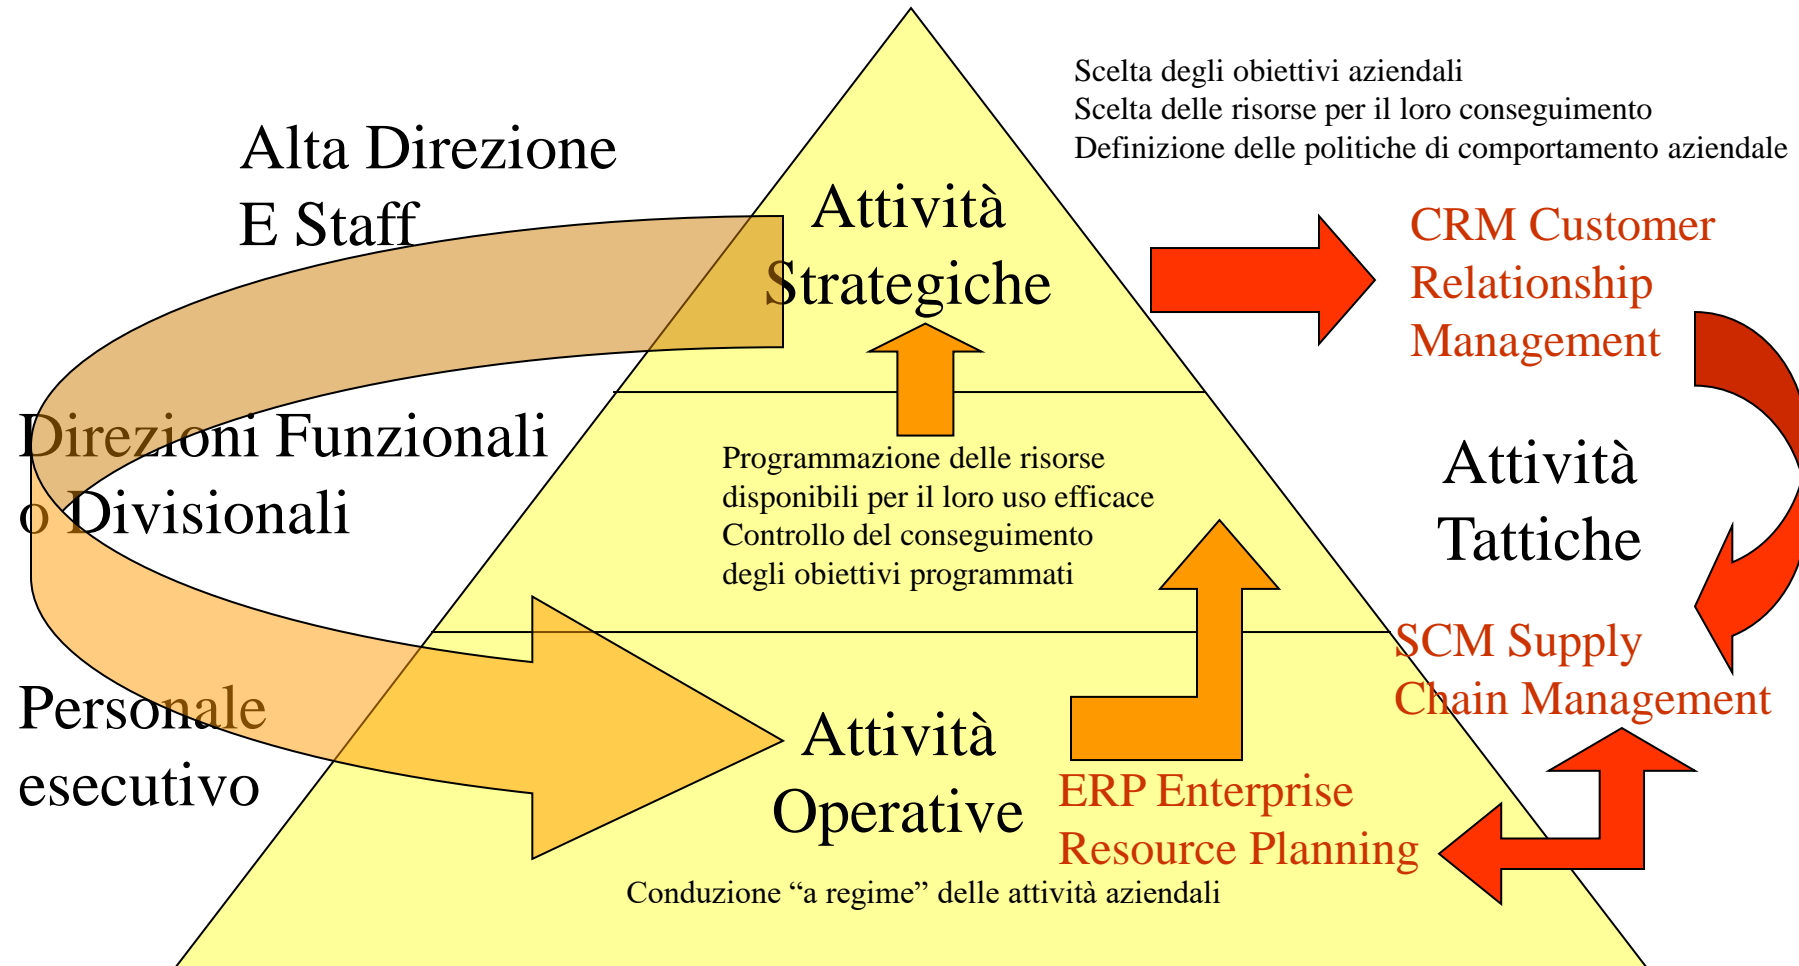 Scelta degli obiettivi aziendali
Scelta delle risorse per il loro conseguimento
Definizione delle politiche di comportamento aziendale
Alta Direzione
E Staff
Attività
Strategiche
CRM Customer
Relationship
Management
Direzioni Funzionali
o Divisionali
Programmazione delle risorse
disponibili per il loro uso efficace
Controllo del conseguimento
degli obiettivi programmati
Attività
Tattiche
SCM Supply
Chain Management
Personale
esecutivo
Attività
Operative
ERP Enterprise
Resource Planning
Conduzione “a regime” delle attività aziendali